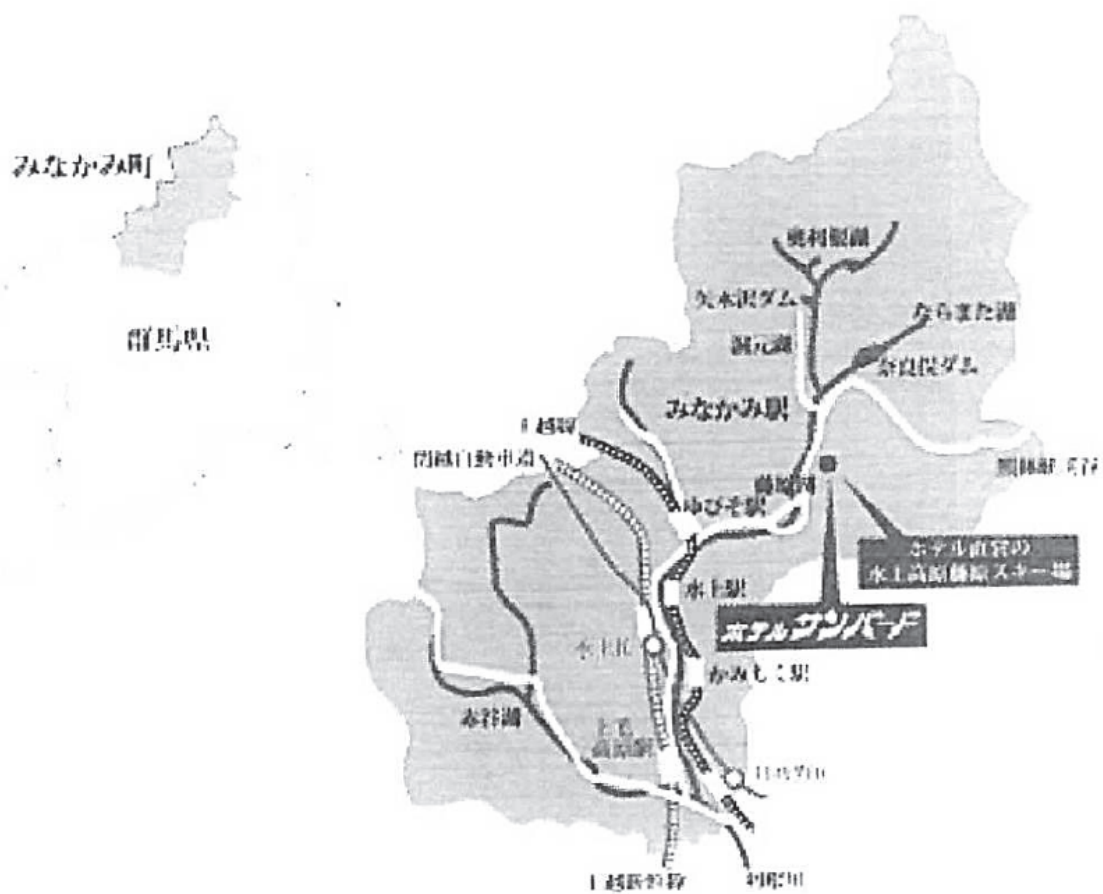 みなかみ町
群馬県
奥利根湖
矢木沢ダム
ならまた湖
洞元湖
奈良俣ダム
みなかみ駅
上越線
関越自動車道
藤原湖
ゆびそ駅
ホテル直営の
水上高原藤原スキー場
水上駅
ホテルサンバード
水上IC
かみもく駅
赤谷湖
上毛
高原駅
上越新幹線
利根川